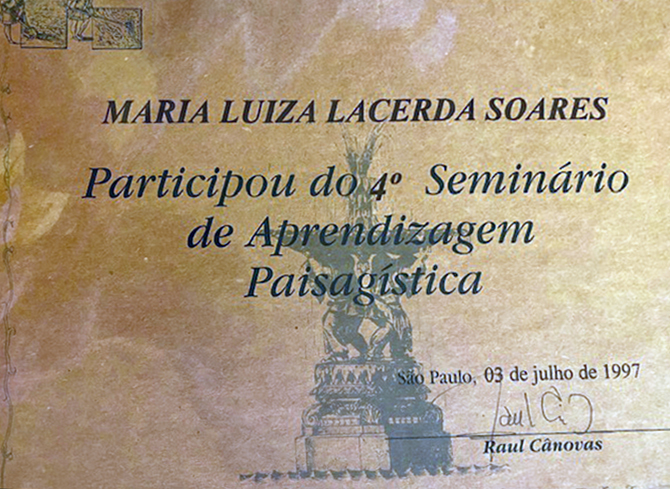 MARIA LUIZA LACERDA SOARES
Participou do 4º Seminário
de Aprendizagem
Paisagística
São Paulo, 03 de julho de 1997
Raul Cânovas